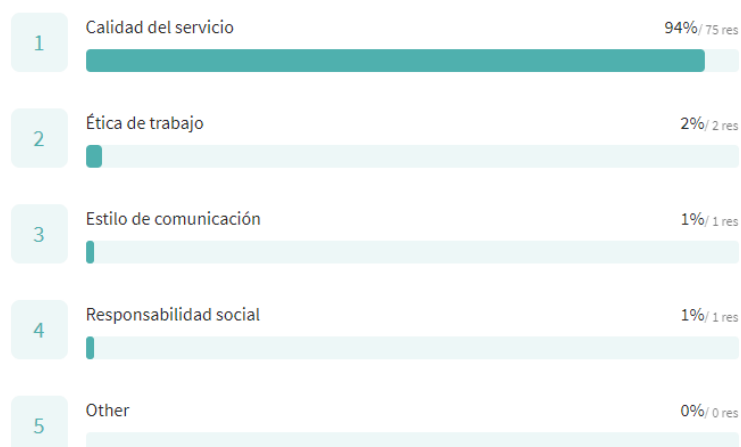 1
Calidad del servicio
94%/ 75 res
2
Ética de trabajo
2%/ 2 res
3
Estilo de comunicación
1%/ 1 res
4
Responsabilidad social
1%/ 1 res
5
Other
0%/ 0 res